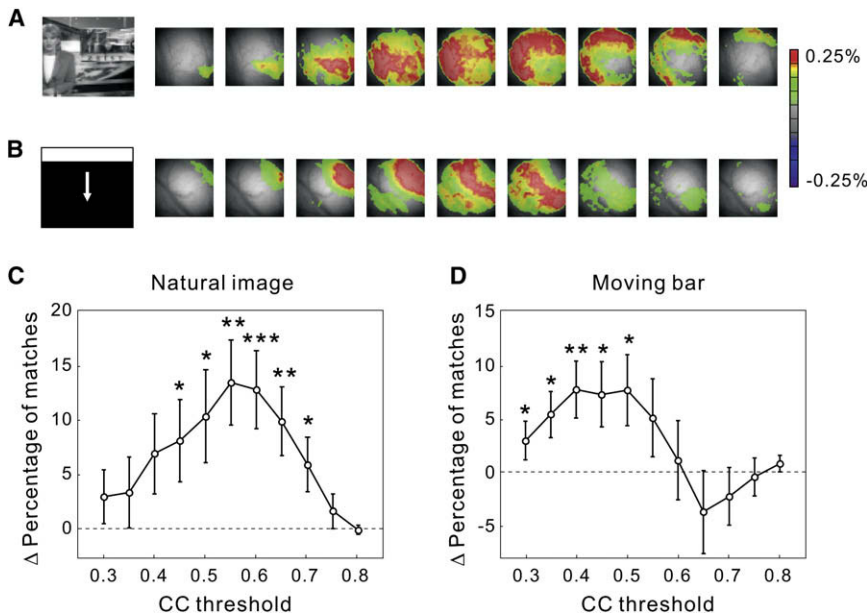 A
0.25%
B
-0.25%
C
Natural image
D
Moving bar
Δ Percentage of matches
20
15
10
5
0
* * ** *** ** *
0.3 0.4 0.5 0.6 0.7 0.8
CC threshold
Δ Percentage of matches
15
10
5
0
-5
* * ** * *
0.3 0.4 0.5 0.6 0.7 0.8
CC threshold